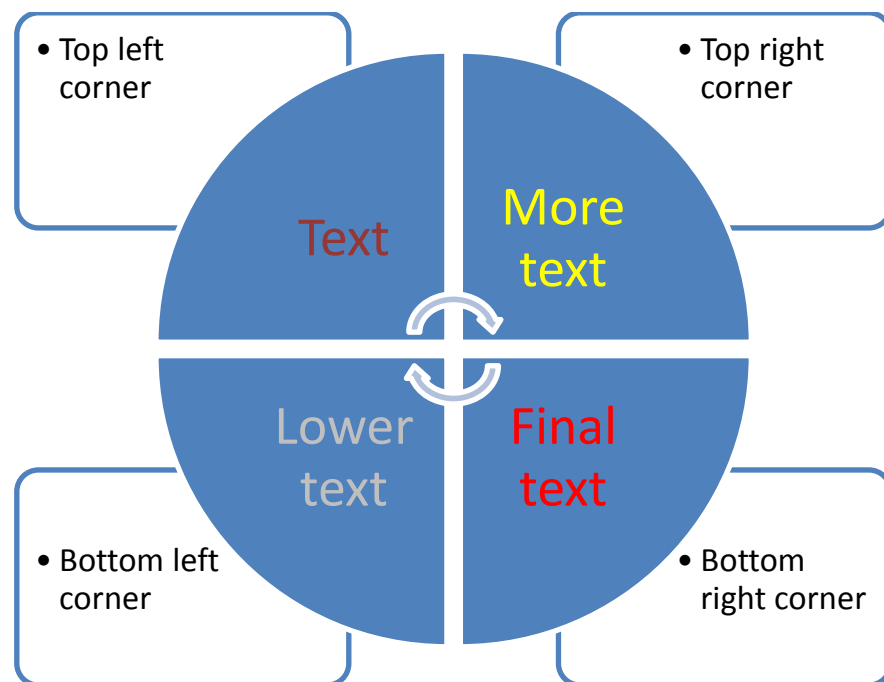 • Top left
corner
• Top right
corner
Text
More
text
Lower
text
Final
text
• Bottom left
corner
• Bottom
right corner